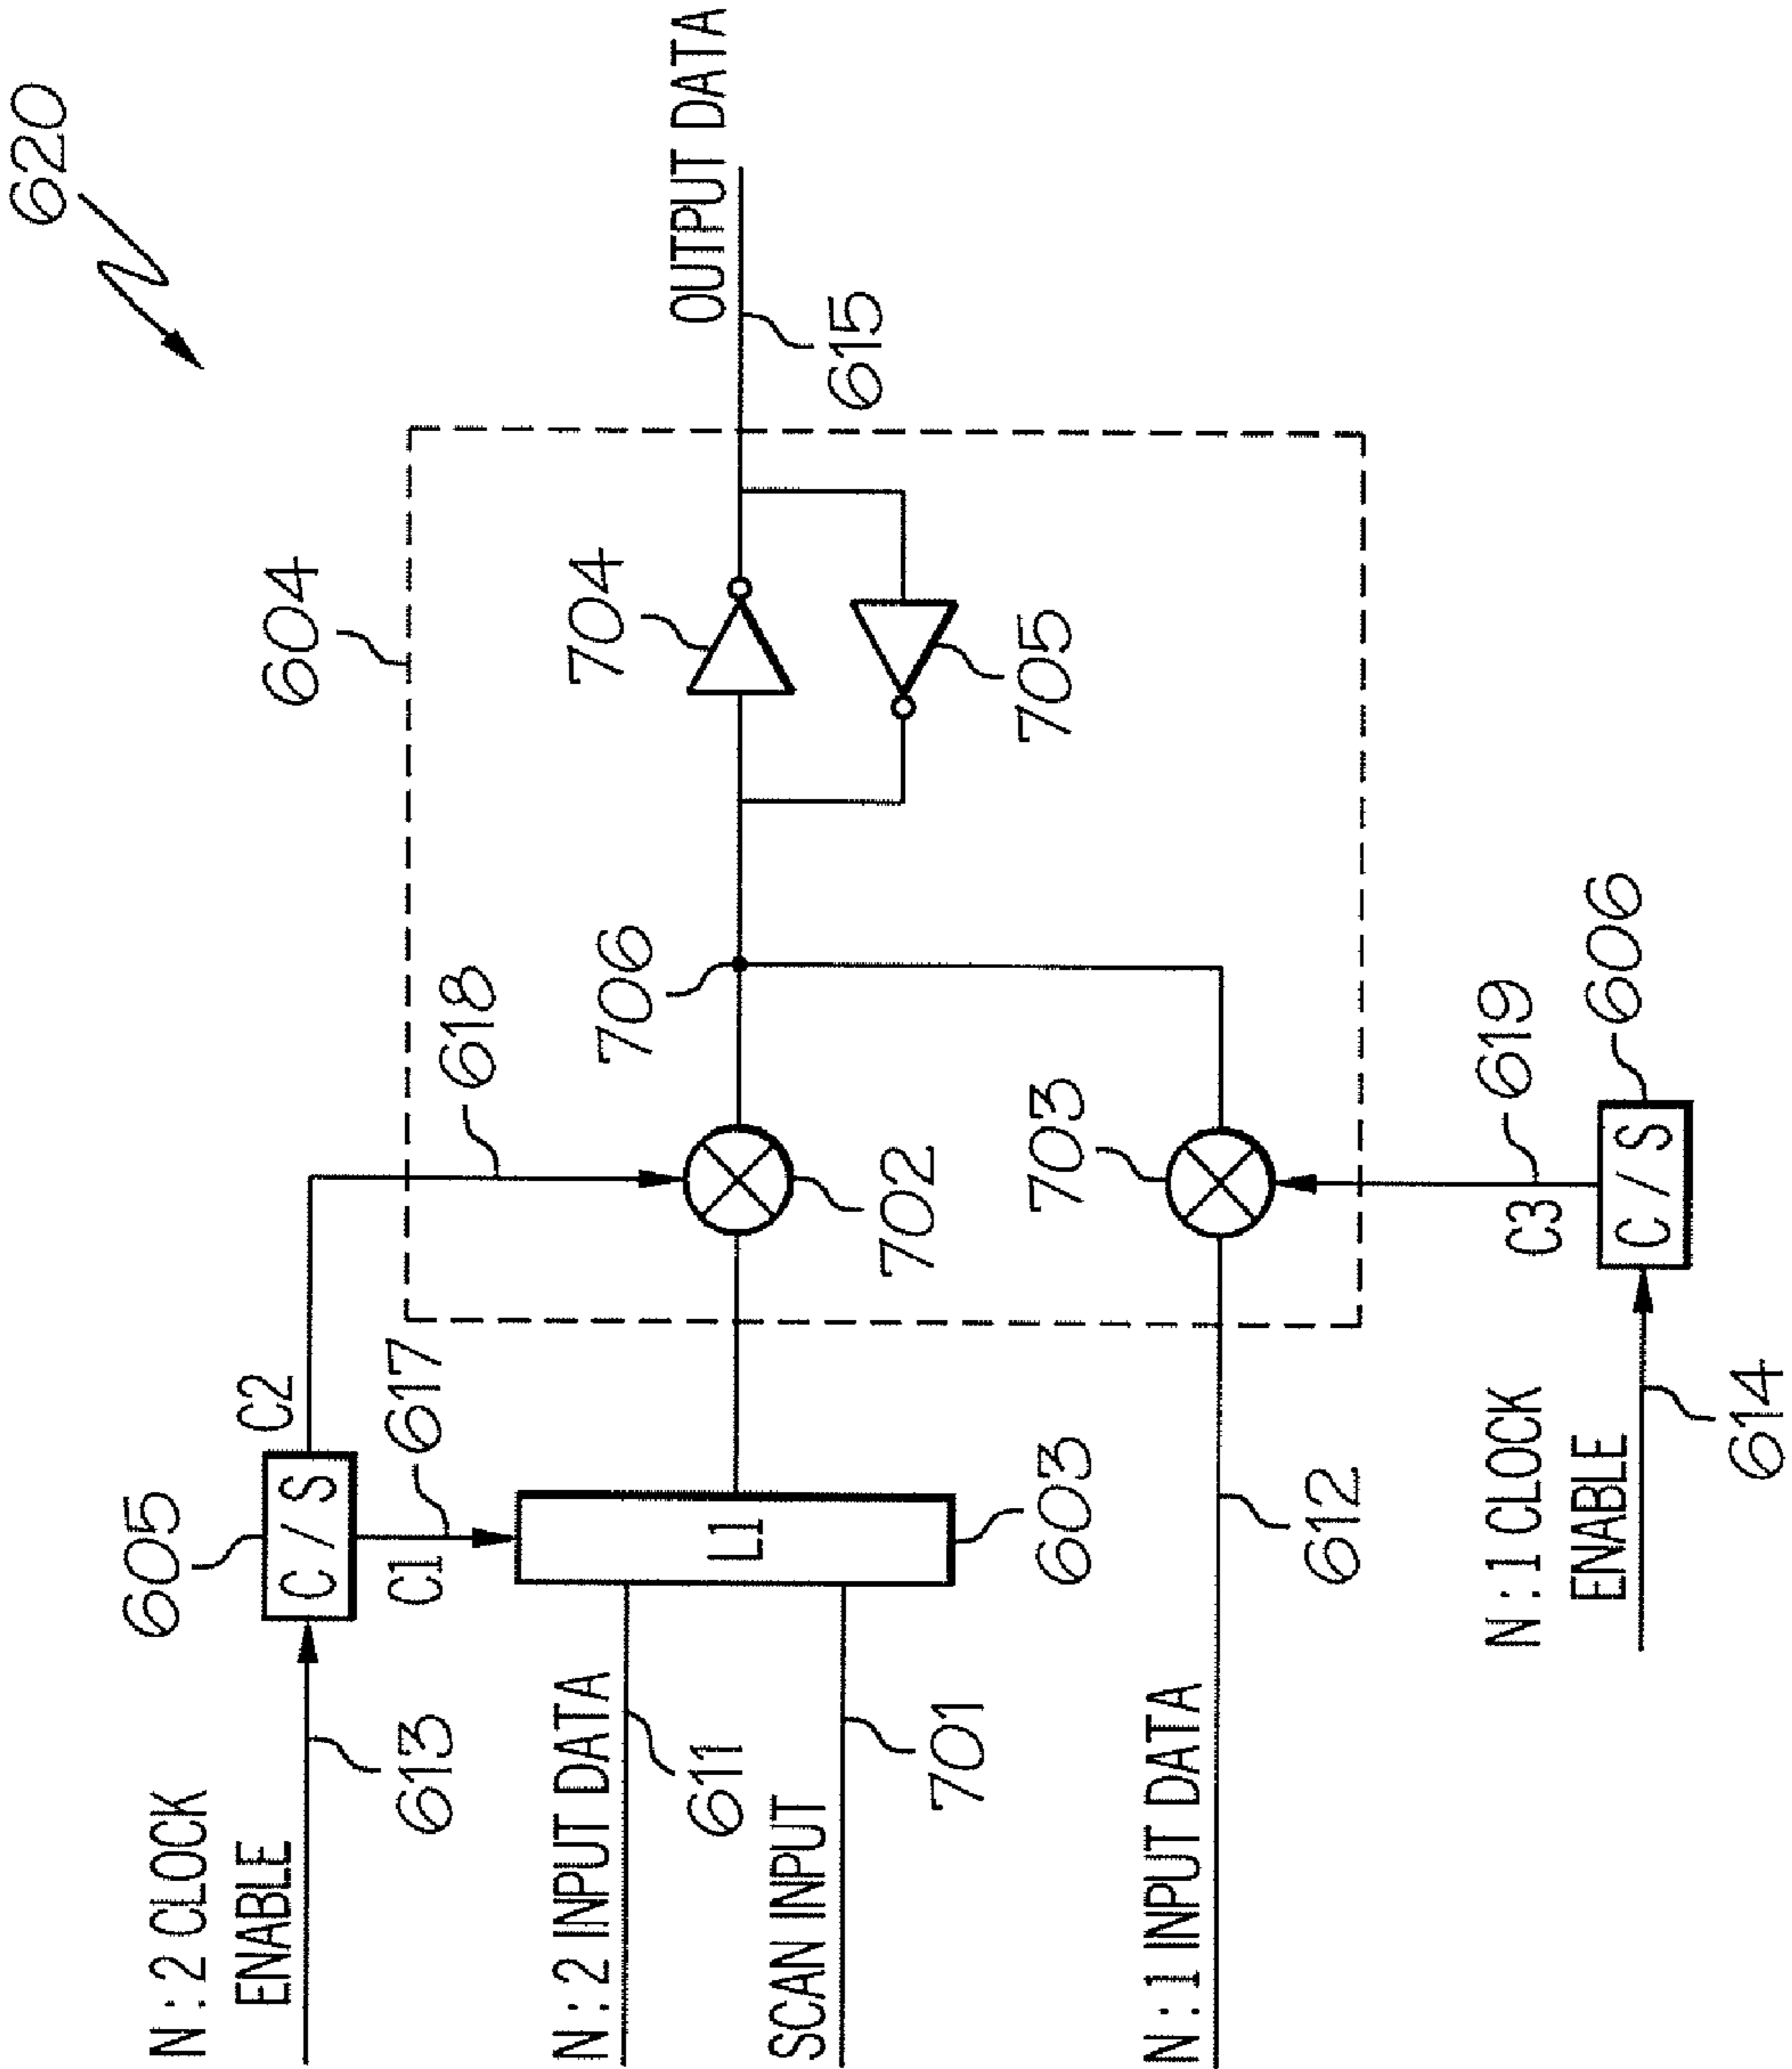 620
N : 2 CLOCK
ENABLE
613
605
C / S
C2
C1
617
618
604
N : 2 INPUT DATA
611
SCAN INPUT
701
L1
603
702
706
704
705
OUTPUT DATA
615
N : 1 INPUT DATA
612
703
N : 1 CLOCK
ENABLE
614
C3
619
C / S
606